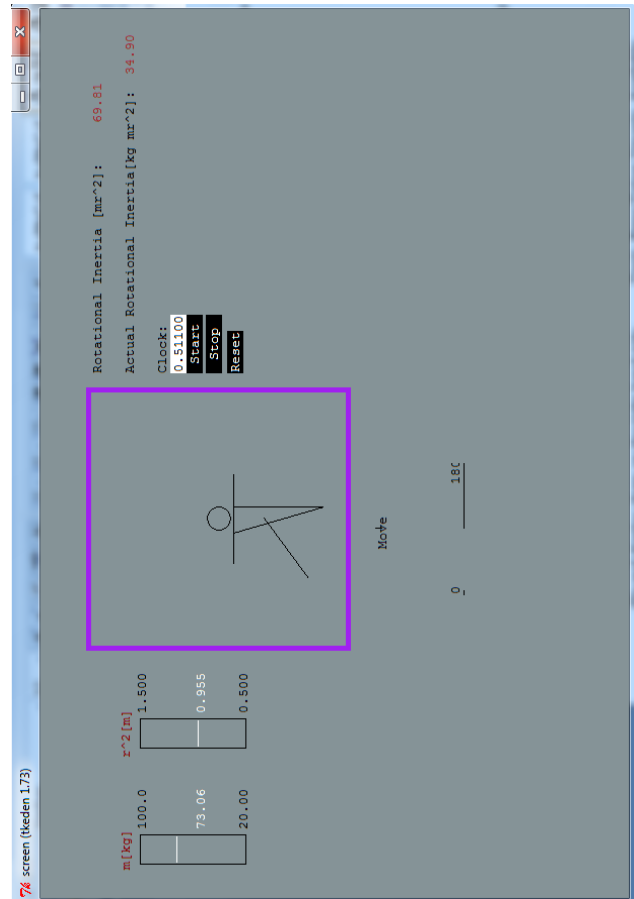 screen (tkeden 1.73)
m[kg]
100.0
73.06
20.00
r^2[m]
1.500
0.955
0.500
Rotational Inertia [mr^2]: 69.81
Actual Rotational Inertia[kg mr^2]: 34.90
Clock:
0.51100
Start
Stop
Reset
Move
0 180